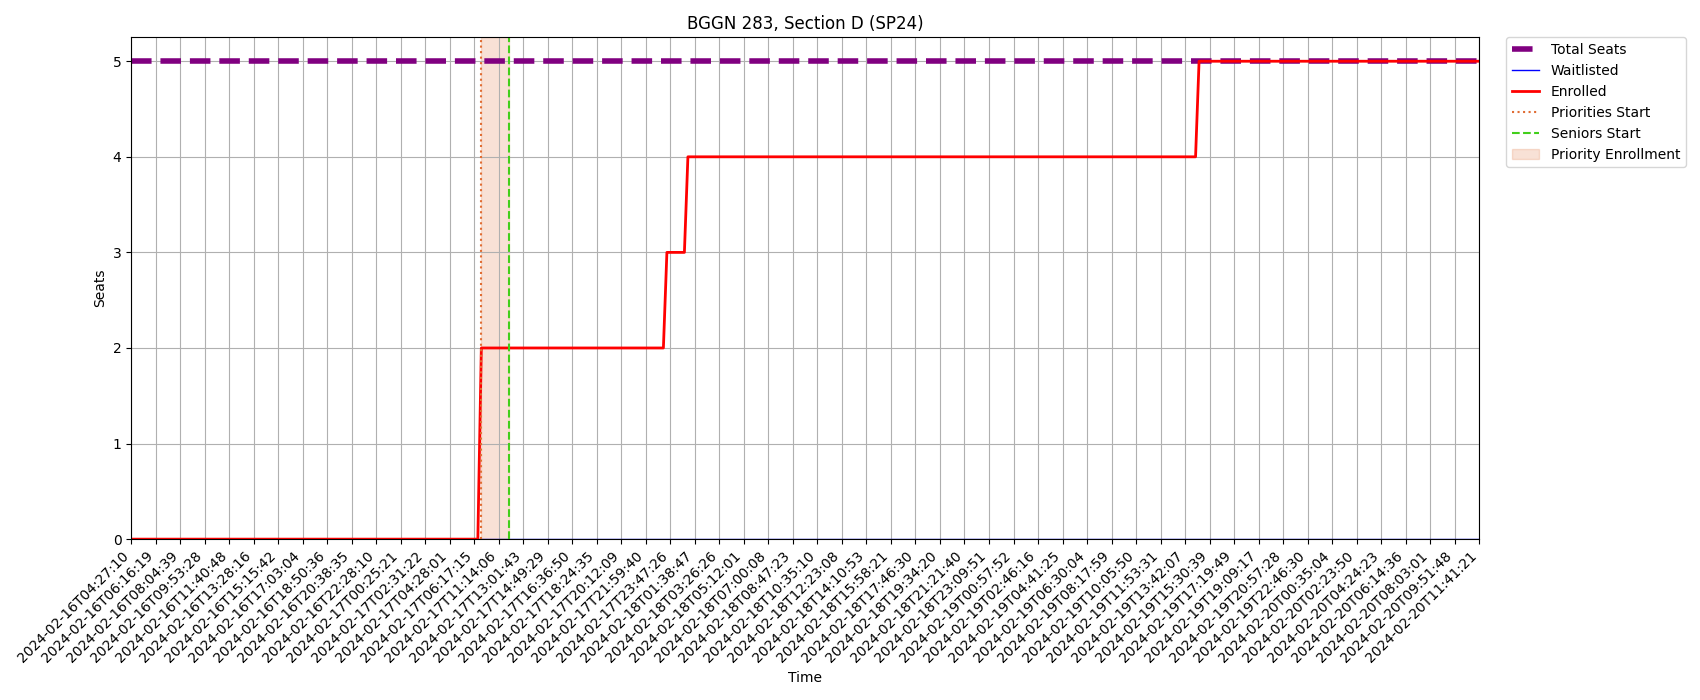 BGGN 283, Section D (SP24)
Total Seats
Waitlisted
Enrolled
Priorities Start
Seniors Start
Priority Enrollment
Seats
5
4
3
2
1
0
2024-02-16T04:27:10
2024-02-16T06:16:19
2024-02-16T08:04:39
2024-02-16T09:53:28
2024-02-16T11:40:48
2024-02-16T13:28:16
2024-02-16T15:15:42
2024-02-16T17:03:04
2024-02-16T18:50:36
2024-02-16T20:38:35
2024-02-16T22:28:10
2024-02-17T00:25:21
2024-02-17T02:31:22
2024-02-17T04:28:01
2024-02-17T06:17:15
2024-02-17T11:14:06
2024-02-17T13:01:43
2024-02-17T14:49:29
2024-02-17T16:36:50
2024-02-17T18:24:35
2024-02-17T20:12:09
2024-02-17T21:59:40
2024-02-17T23:47:26
2024-02-18T01:38:47
2024-02-18T03:26:26
2024-02-18T05:12:01
2024-02-18T07:00:08
2024-02-18T08:47:23
2024-02-18T10:35:10
2024-02-18T12:23:08
2024-02-18T14:10:53
2024-02-18T15:58:21
2024-02-18T17:46:30
2024-02-18T19:34:20
2024-02-18T21:21:40
2024-02-18T23:09:51
2024-02-19T00:57:52
2024-02-19T02:46:16
2024-02-19T04:41:25
2024-02-19T06:30:04
2024-02-19T08:17:59
2024-02-19T10:05:50
2024-02-19T11:53:31
2024-02-19T13:42:07
2024-02-19T15:30:39
2024-02-19T17:19:49
2024-02-19T19:09:17
2024-02-19T20:57:28
2024-02-19T22:46:30
2024-02-20T00:35:04
2024-02-20T02:23:50
2024-02-20T04:24:23
2024-02-20T06:14:36
2024-02-20T08:03:01
2024-02-20T09:51:48
2024-02-20T11:41:21
Time